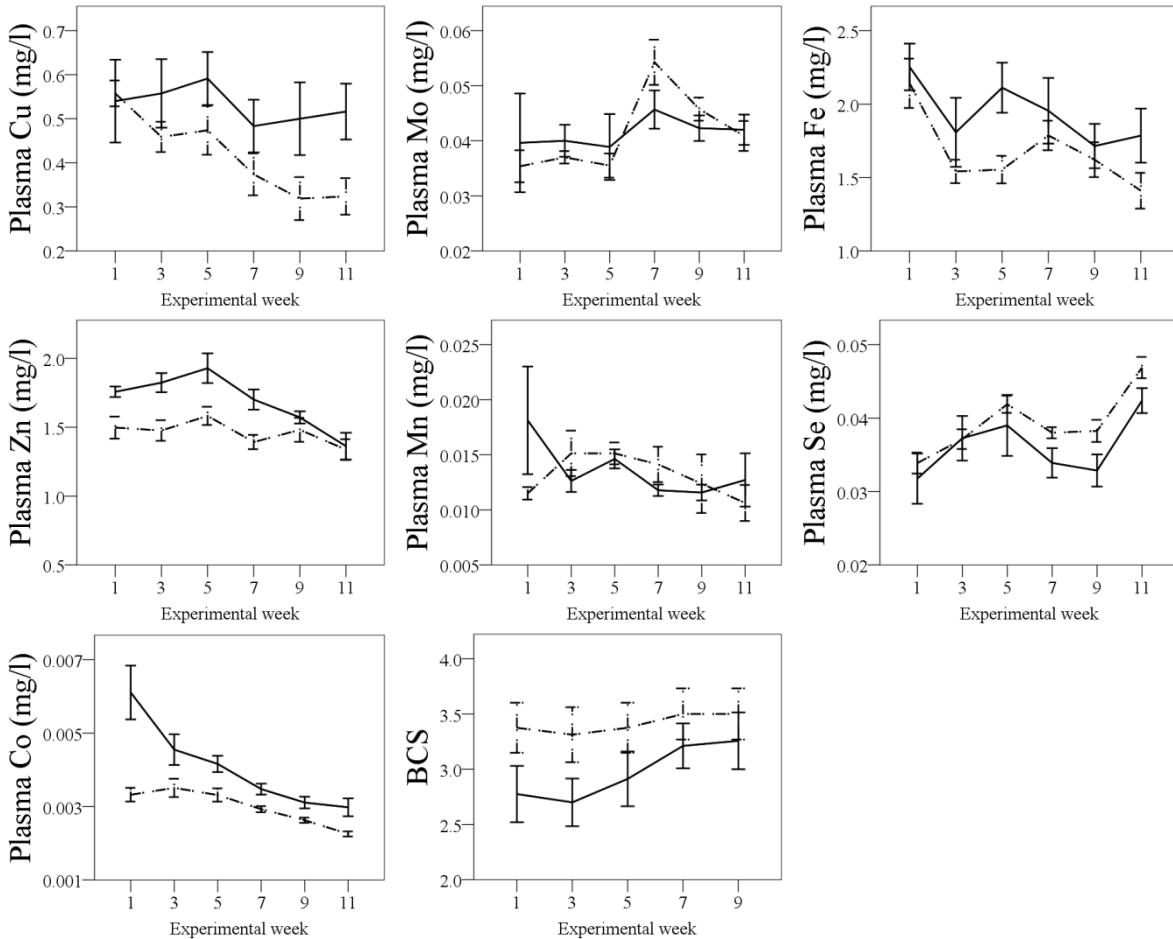 Plasma Cu (mg/l)
0.7
0.6
0.5
0.4
0.3
0.2
1 3 5 7 9 11
Experimental week
Plasma Mo (mg/l)
0.06
0.05
0.04
0.03
0.02
1 3 5 7 9 11
Experimental week
Plasma Fe (mg/l)
2.5
2.0
1.5
1.0
1 3 5 7 9 11
Experimental week
Plasma Zn (mg/l)
2.0
1.5
1.0
0.5
1 3 5 7 9 11
Experimental week
Plasma Mn (mg/l)
0.025
0.020
0.015
0.010
0.005
1 3 5 7 9 11
Experimental week
Plasma Se (mg/l)
0.05
0.04
0.03
0.02
1 3 5 7 9 11
Experimental week
Plasma Co (mg/l)
0.007
0.005
0.003
0.001
1 3 5 7 9 11
Experimental week
BCS
4.0
3.5
3.0
2.5
2.0
1 3 5 7 9
Experimental week